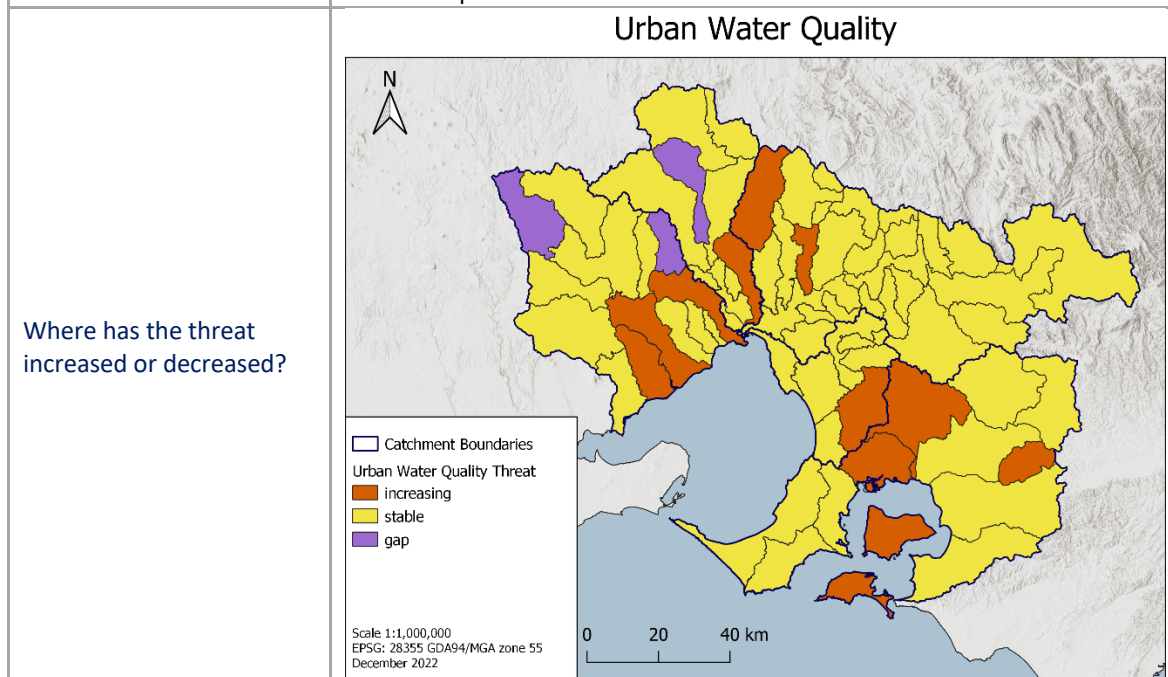 Urban Water Quality
N
Where has the threat
increased or decreased?
Catchment Boundaries
Urban Water Quality Threat
increasing
stable
gap
Scale 1:1,000,000
EPSG: 28355 GDA94/MGA zone 55
December 2022
0 20 40 km